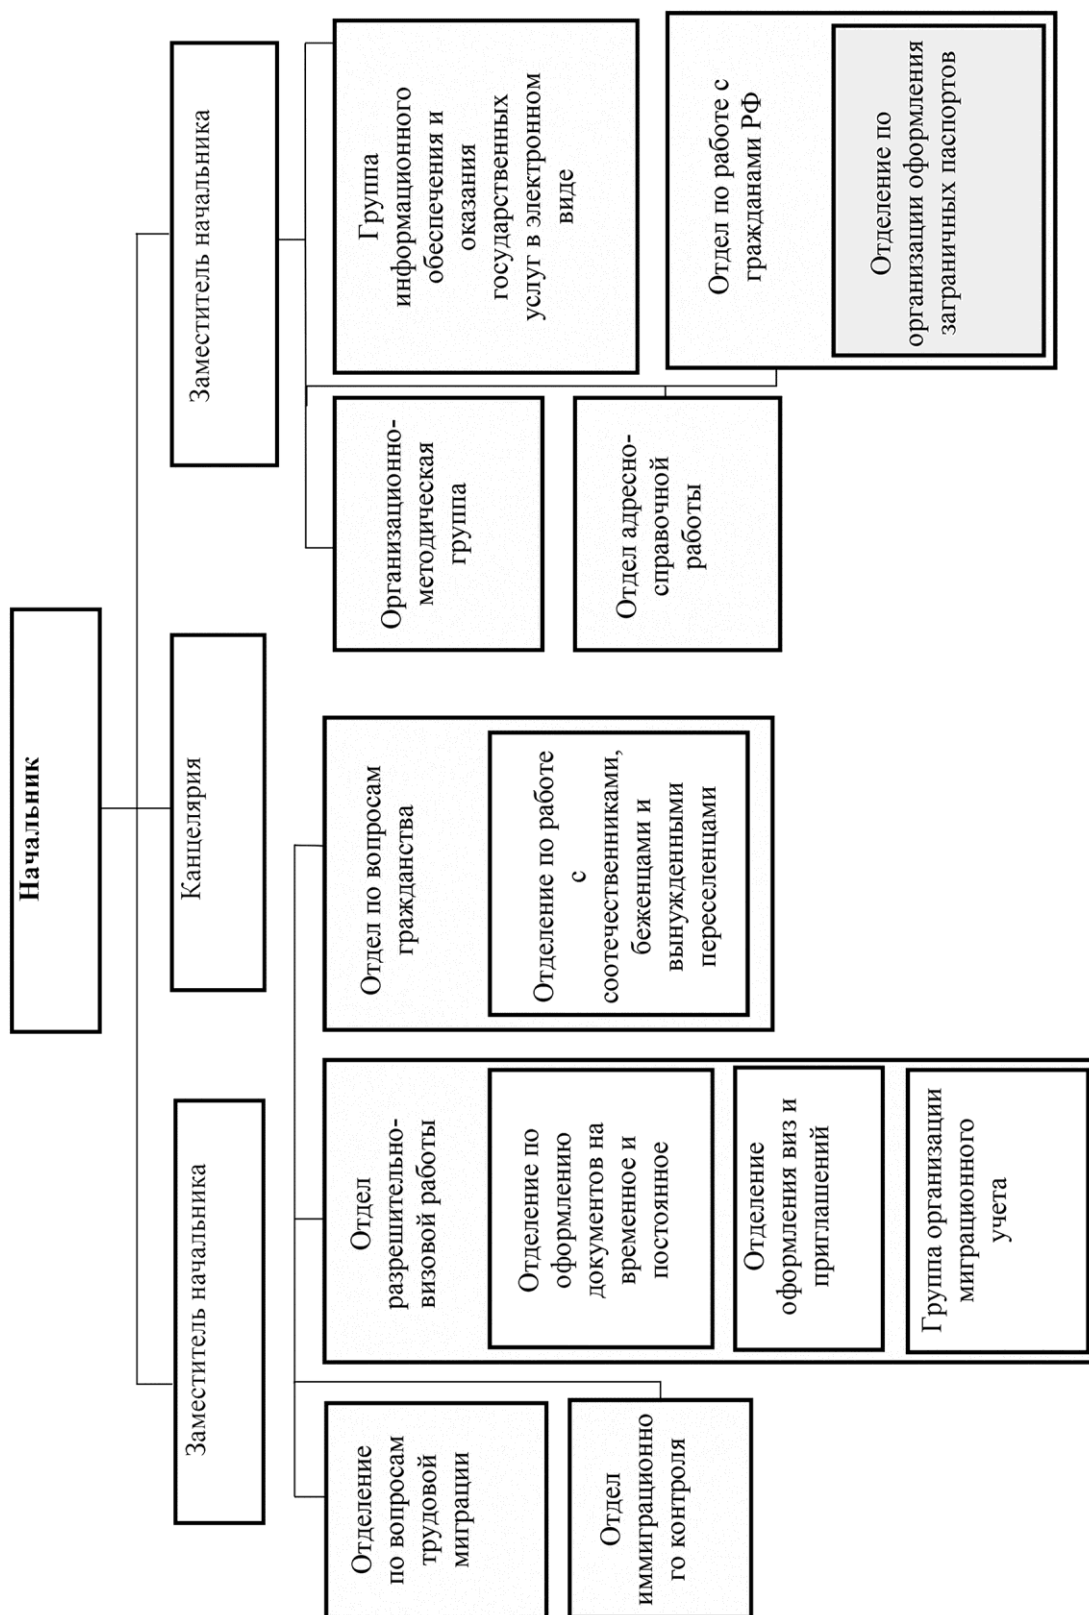 Начальник
Заместитель начальника
Канцелярия
Заместитель начальника
Отделение
по вопросам
трудовой
миграции
Отдел
иммиграционно
го контроля
Отдел
разрешительно-
визовой работы
Отделение по
оформлению
документов на
временное и
постоянное
Отделение
оформления виз и
приглашений
Группа организации
миграционного
учета
Отдел по вопросам
гражданства
Отделение по работе
с
соотечественниками,
беженцами и
вынужденными
переселенцами
Организационно-
методическая
группа
Отдел адресно-
справочной
работы
Группа
информационного
обеспечения и
оказания
государственных
услуг в электронном
виде
Отдел по работе с
гражданами РФ
Отделение по
организации оформления
заграничных паспортов